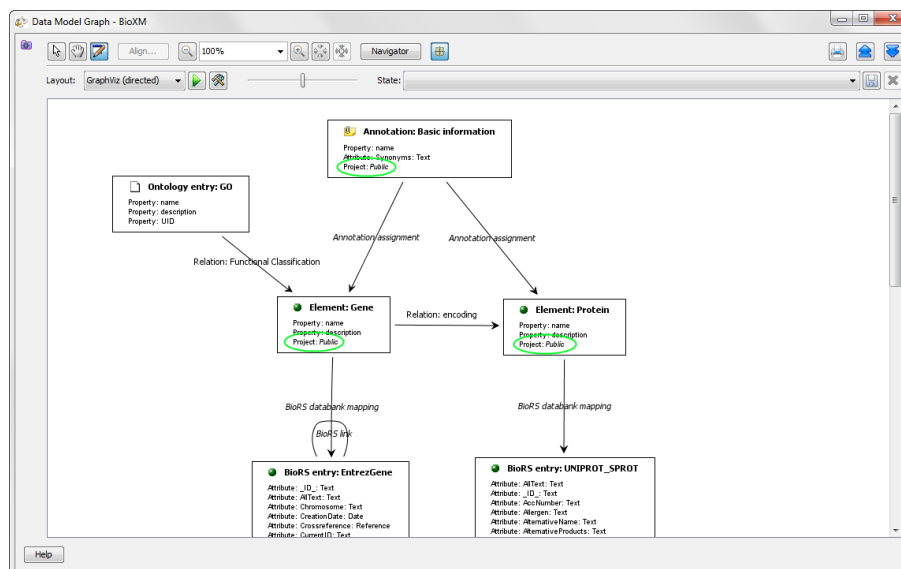 Data Model Graph - BioXM
Align...
100%
Navigator
Layout:
GraphViz (directed)
State:
Annotation: Basic information
Property: name
Attribute: Synonyms: Text
Project: Public
Ontology entry: GO
Property: name
Property: description
Property: UID
Annotation assignment
Annotation assignment
Relation: Functional Classification
Element: Gene
Property: name
Property: description
Project: Public
Relation: encoding
Element: Protein
Property: name
Property: description
Project: Public
BioRS databank mapping
BioRS databank mapping
BioRS link
BioRS entry: EntrezGene
Attribute: _ID_: Text
Attribute: AllText: Text
Attribute: Chromosome: Text
Attribute: CreationDate: Date
Attribute: Crossreference: Reference
Attribute: CurrentID: Text
BioRS entry: UNIPROT_SPROT
Attribute: AllText: Text
Attribute: _ID_: Text
Attribute: AccNumber: Text
Attribute: Allergen: Text
Attribute: AlternativeName: Text
Attribute: AlternativeProducts: Text
Help